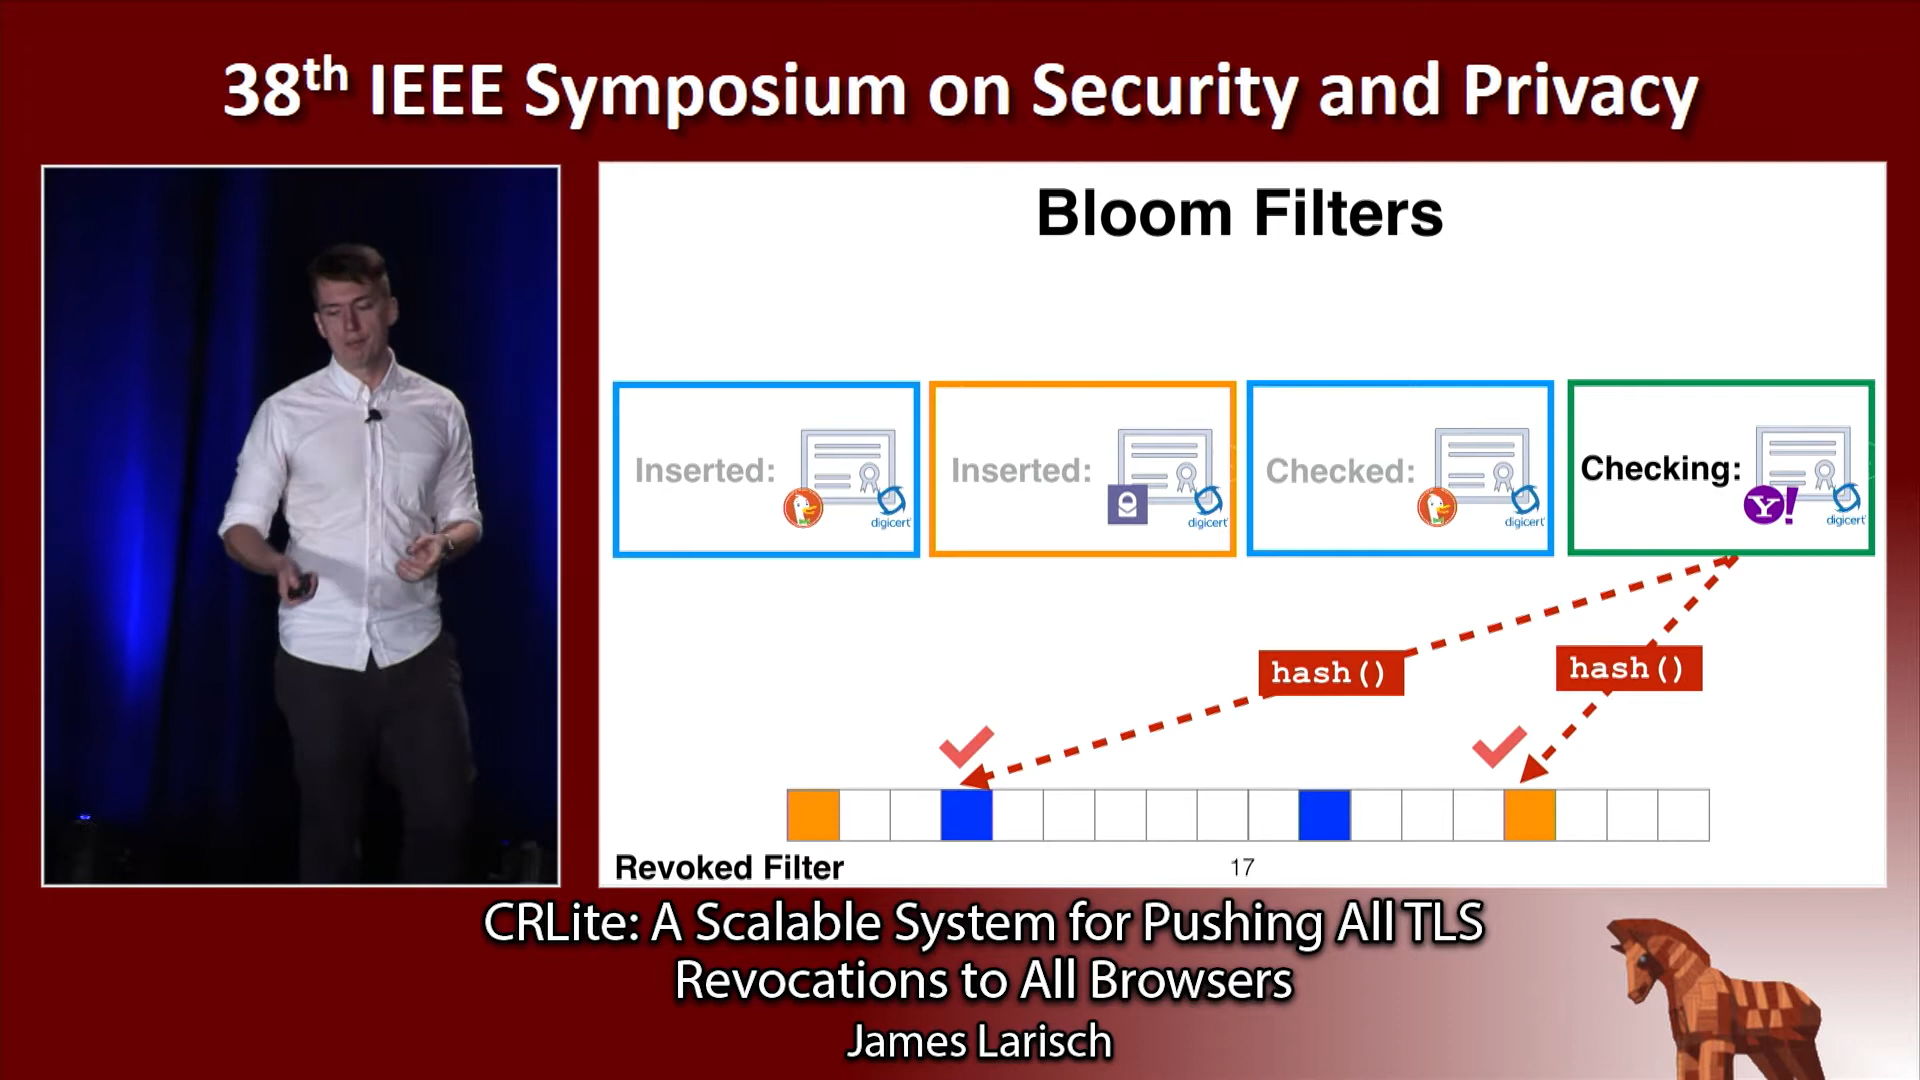 38th IEEE Symposium on Security and Privacy
Bloom Filters
Inserted:
digicert
Inserted:
digicert
Checked:
digicert
Checking:
Y!
digicert
hash()
hash()
Revoked Filter
17
CRLite: A Scalable System for Pushing All TLS
Revocations to All Browsers
James Larisch